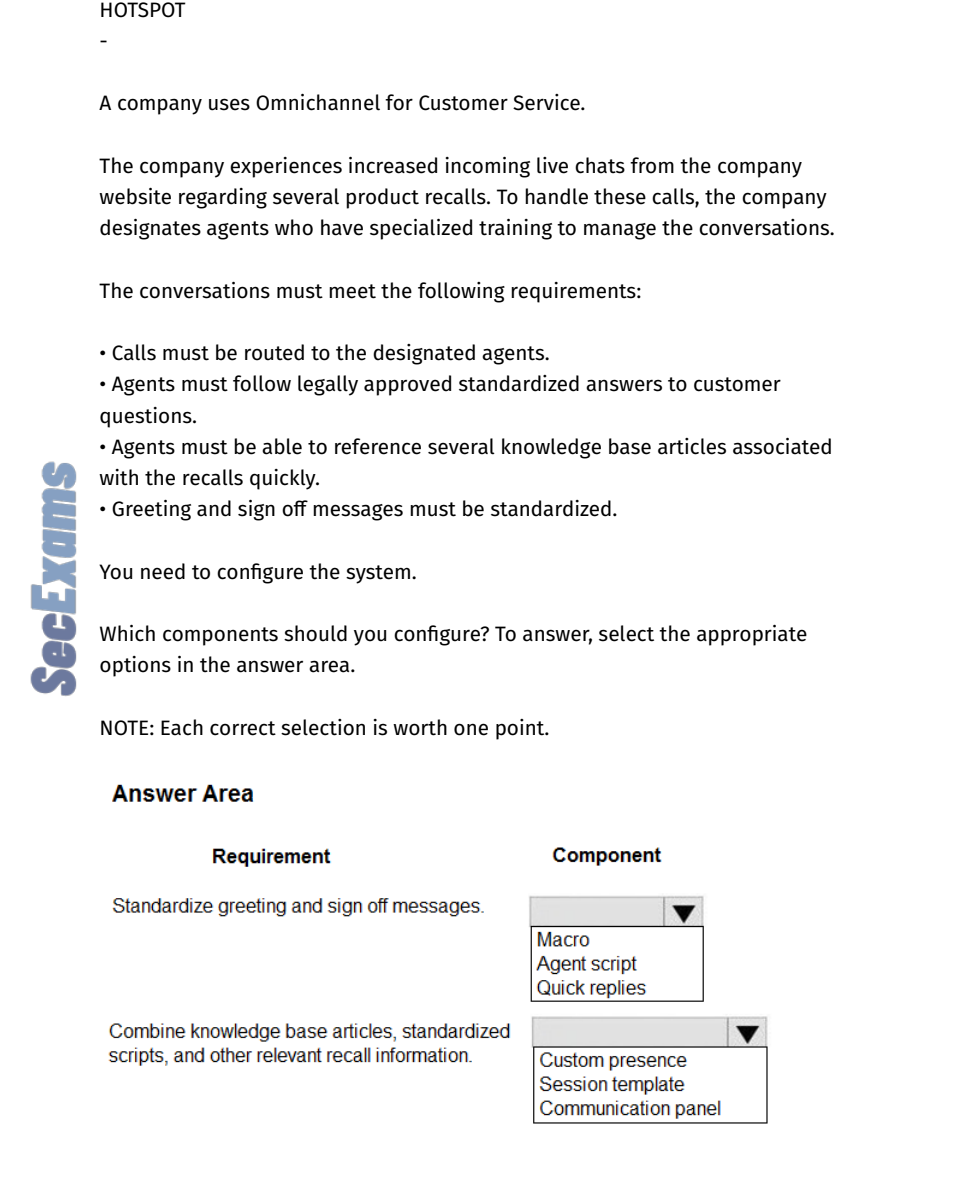 HOTSPOT
-
A company uses Omnichannel for Customer Service.
The company experiences increased incoming live chats from the company
website regarding several product recalls. To handle these calls, the company
designates agents who have specialized training to manage the conversations.
The conversations must meet the following requirements:
• Calls must be routed to the designated agents.
• Agents must follow legally approved standardized answers to customer
questions.
• Agents must be able to reference several knowledge base articles associated
with the recalls quickly.
• Greeting and sign off messages must be standardized.
SecExams
You need to configure the system.
Which components should you configure? To answer, select the appropriate
options in the answer area.
NOTE: Each correct selection is worth one point.
Answer Area
Requirement Component
Standardize greeting and sign off messages.
Macro
Agent script
Quick replies
Combine knowledge base articles, standardized
scripts, and other relevant recall information.
Custom presence
Session template
Communication panel